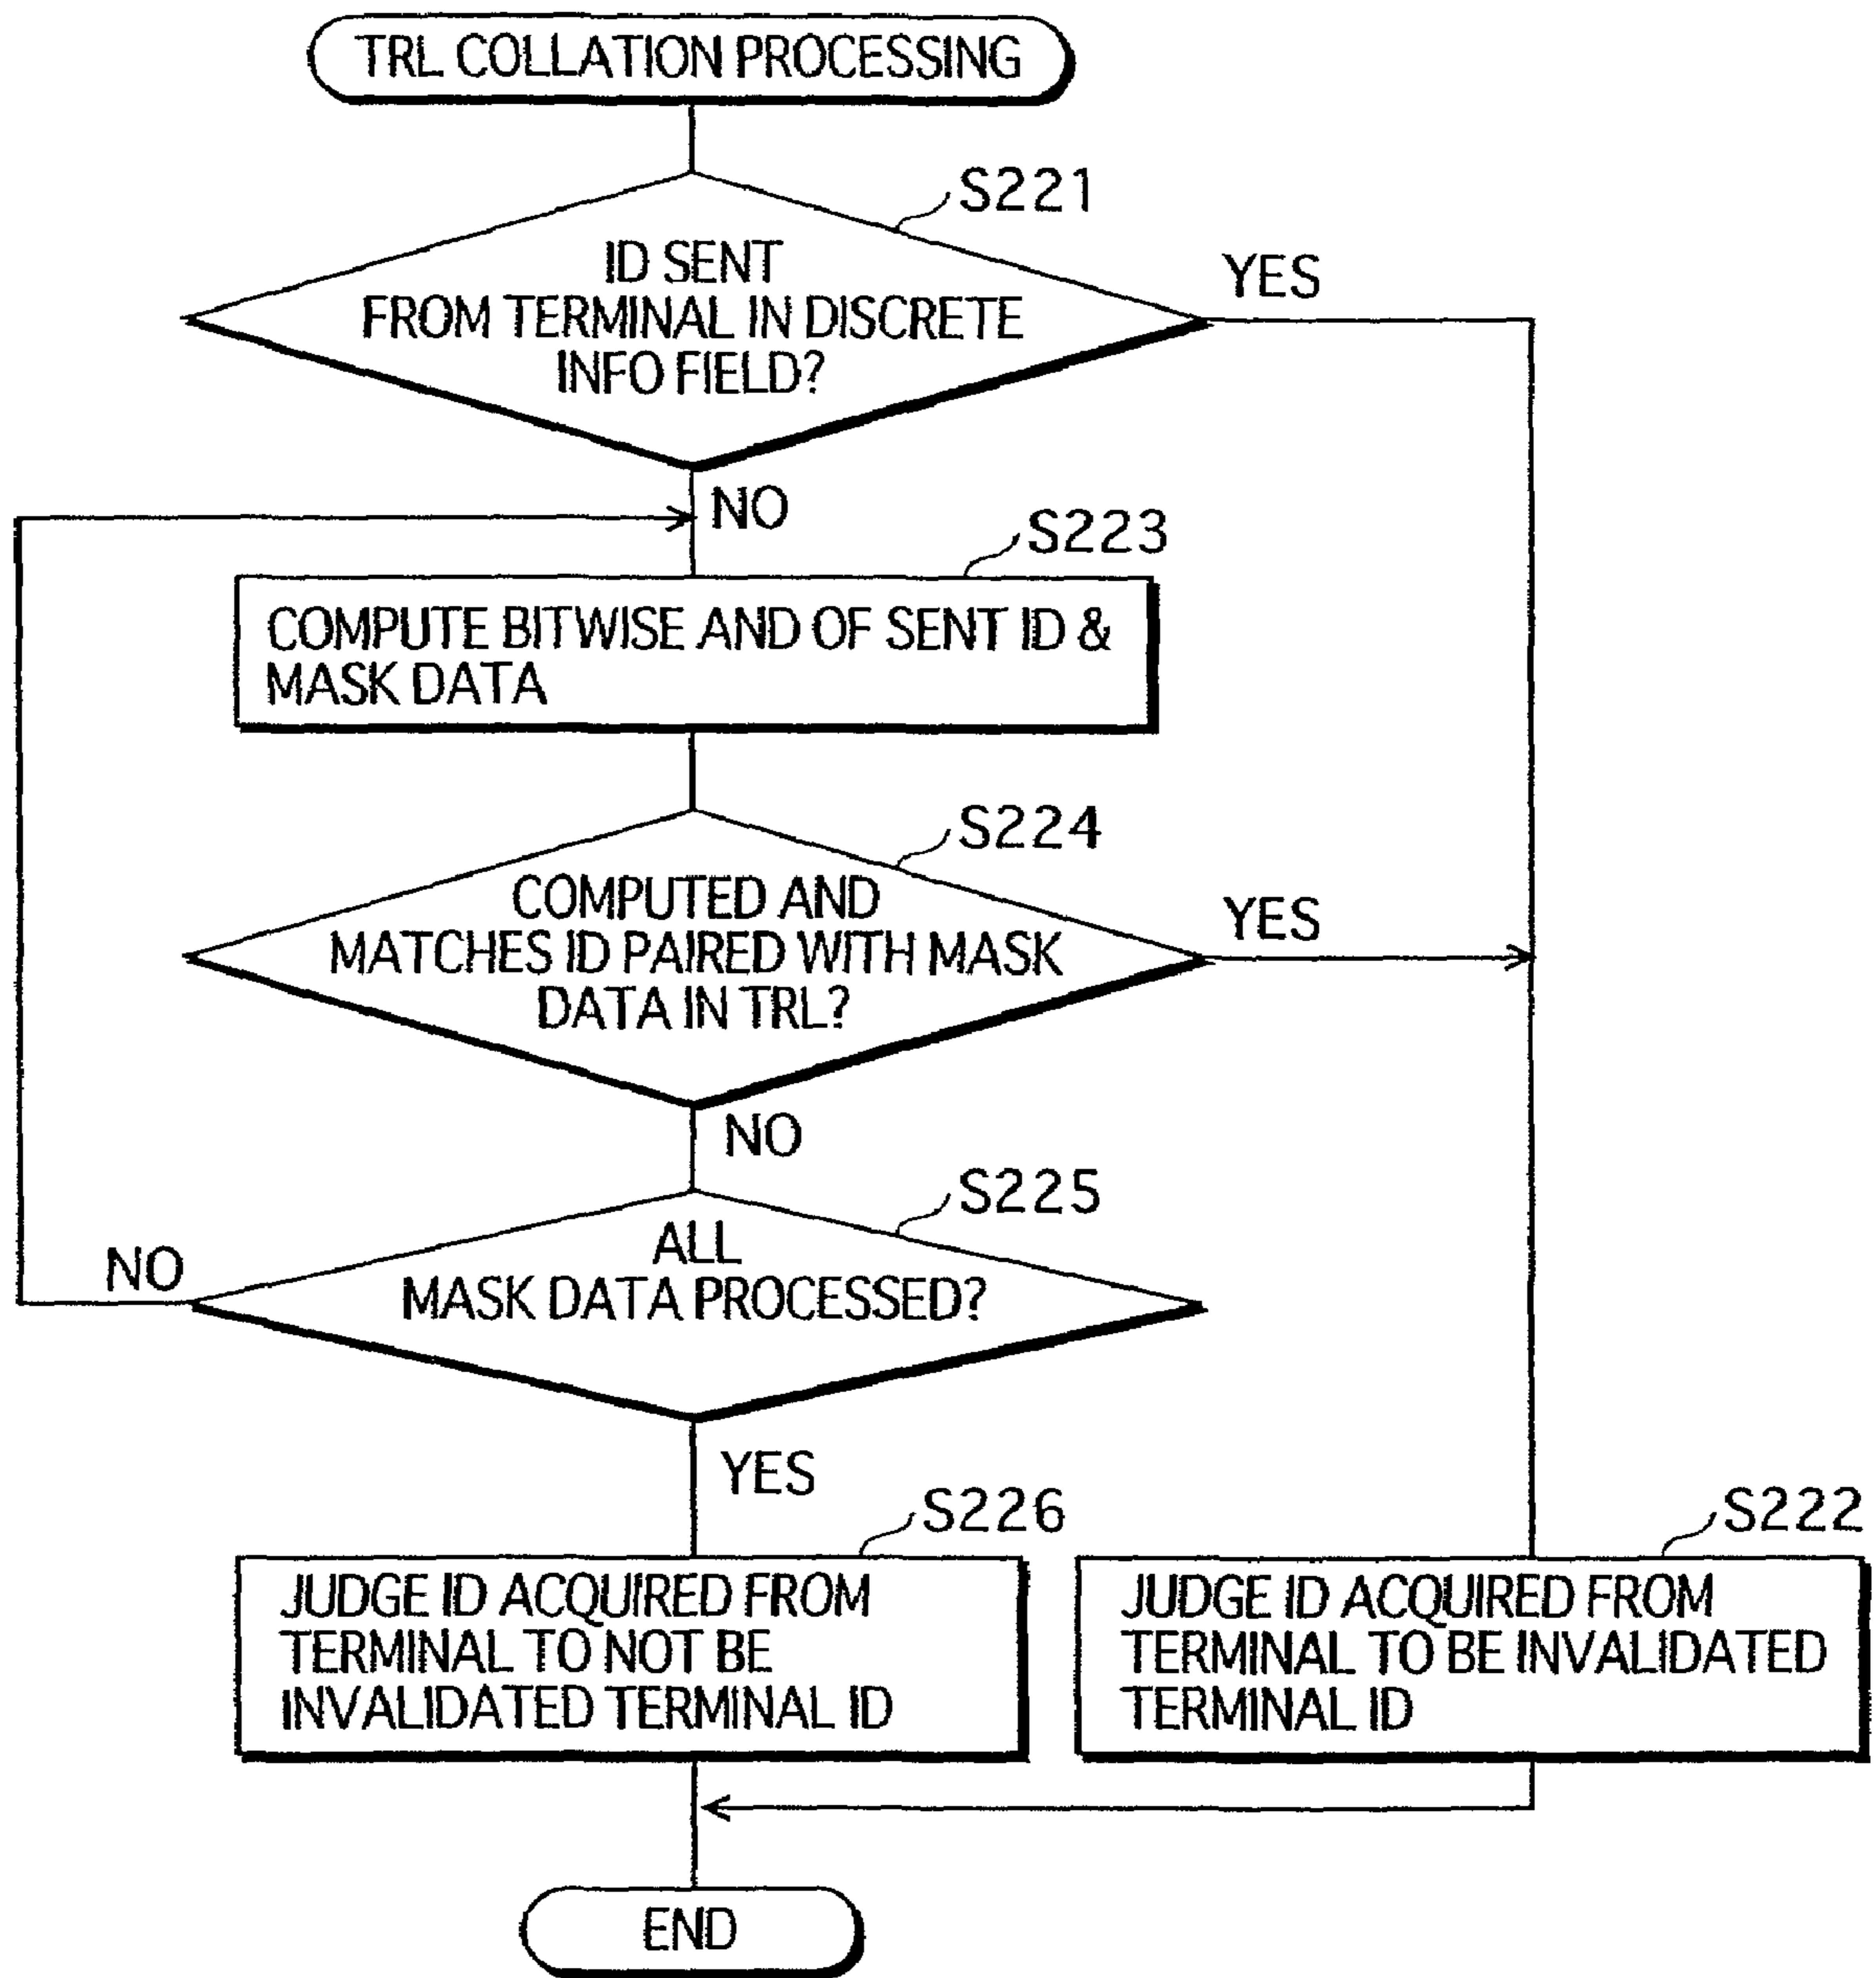 TRL COLLATION PROCESSING
S221
ID SENT
FROM TERMINAL IN DISCRETE
INFO FIELD?
YES
NO
S223
COMPUTE BITWISE AND OF SENT ID &
MASK DATA
S224
COMPUTED AND
MATCHES ID PAIRED WITH MASK
DATA IN TRL?
YES
NO
S225
ALL
MASK DATA PROCESSED?
NO
YES
S226
JUDGE ID ACQUIRED FROM
TERMINAL TO NOT BE
INVALIDATED TERMINAL ID
S222
JUDGE ID ACQUIRED FROM
TERMINAL TO BE INVALIDATED
TERMINAL ID
END